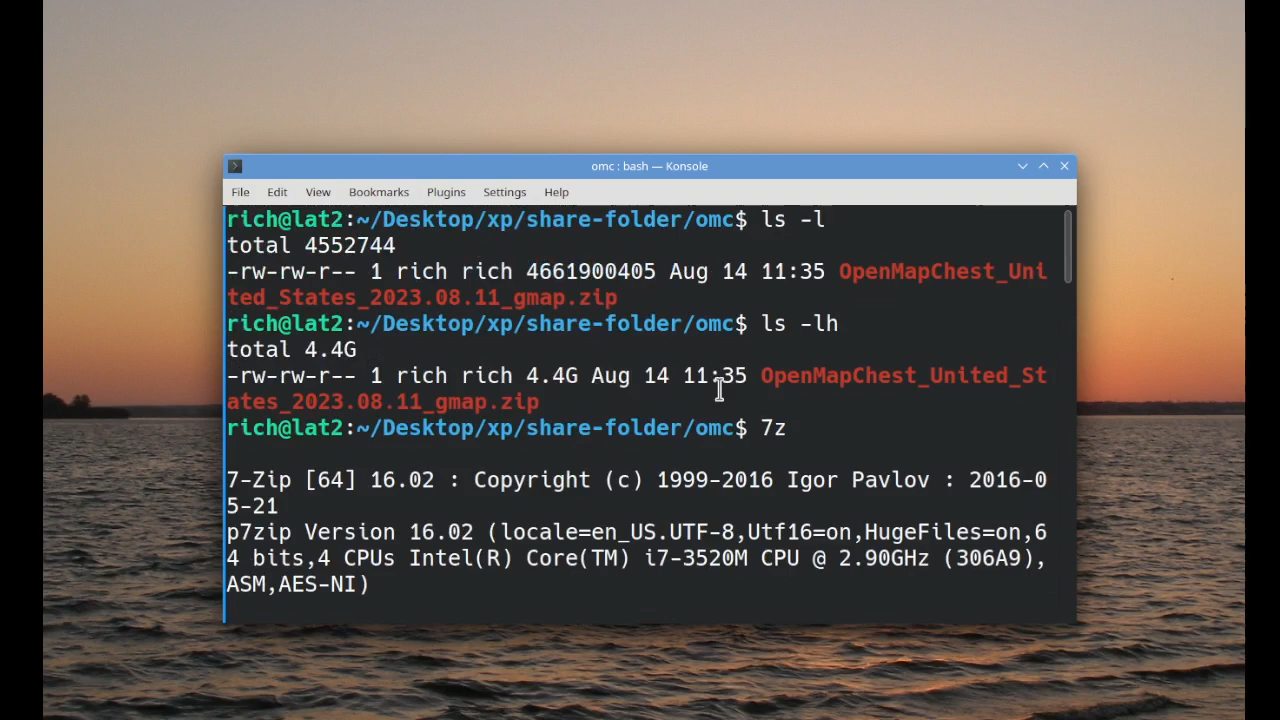 omc : bash — Konsole
File Edit View Bookmarks Plugins Settings Help
rich@lat2:~/Desktop/xp/share-folder/omc$ ls -l
total 4552744
-rw-rw-r-- 1 rich rich 4661900405 Aug 14 11:35 OpenMapChest_Uni
ted_States_2023.08.11_gmap.zip
rich@lat2:~/Desktop/xp/share-folder/omc$ ls -lh
total 4.4G
-rw-rw-r-- 1 rich rich 4.4G Aug 14 11:35 OpenMapChest_United_St
ates_2023.08.11_gmap.zip
rich@lat2:~/Desktop/xp/share-folder/omc$ 7z
7-Zip [64] 16.02 : Copyright (c) 1999-2016 Igor Pavlov : 2016-0
5-21
p7zip Version 16.02 (locale=en_US.UTF-8,Utf16=on,HugeFiles=on,6
4 bits,4 CPUs Intel(R) Core(TM) i7-3520M CPU @ 2.90GHz (306A9),
ASM,AES-NI)